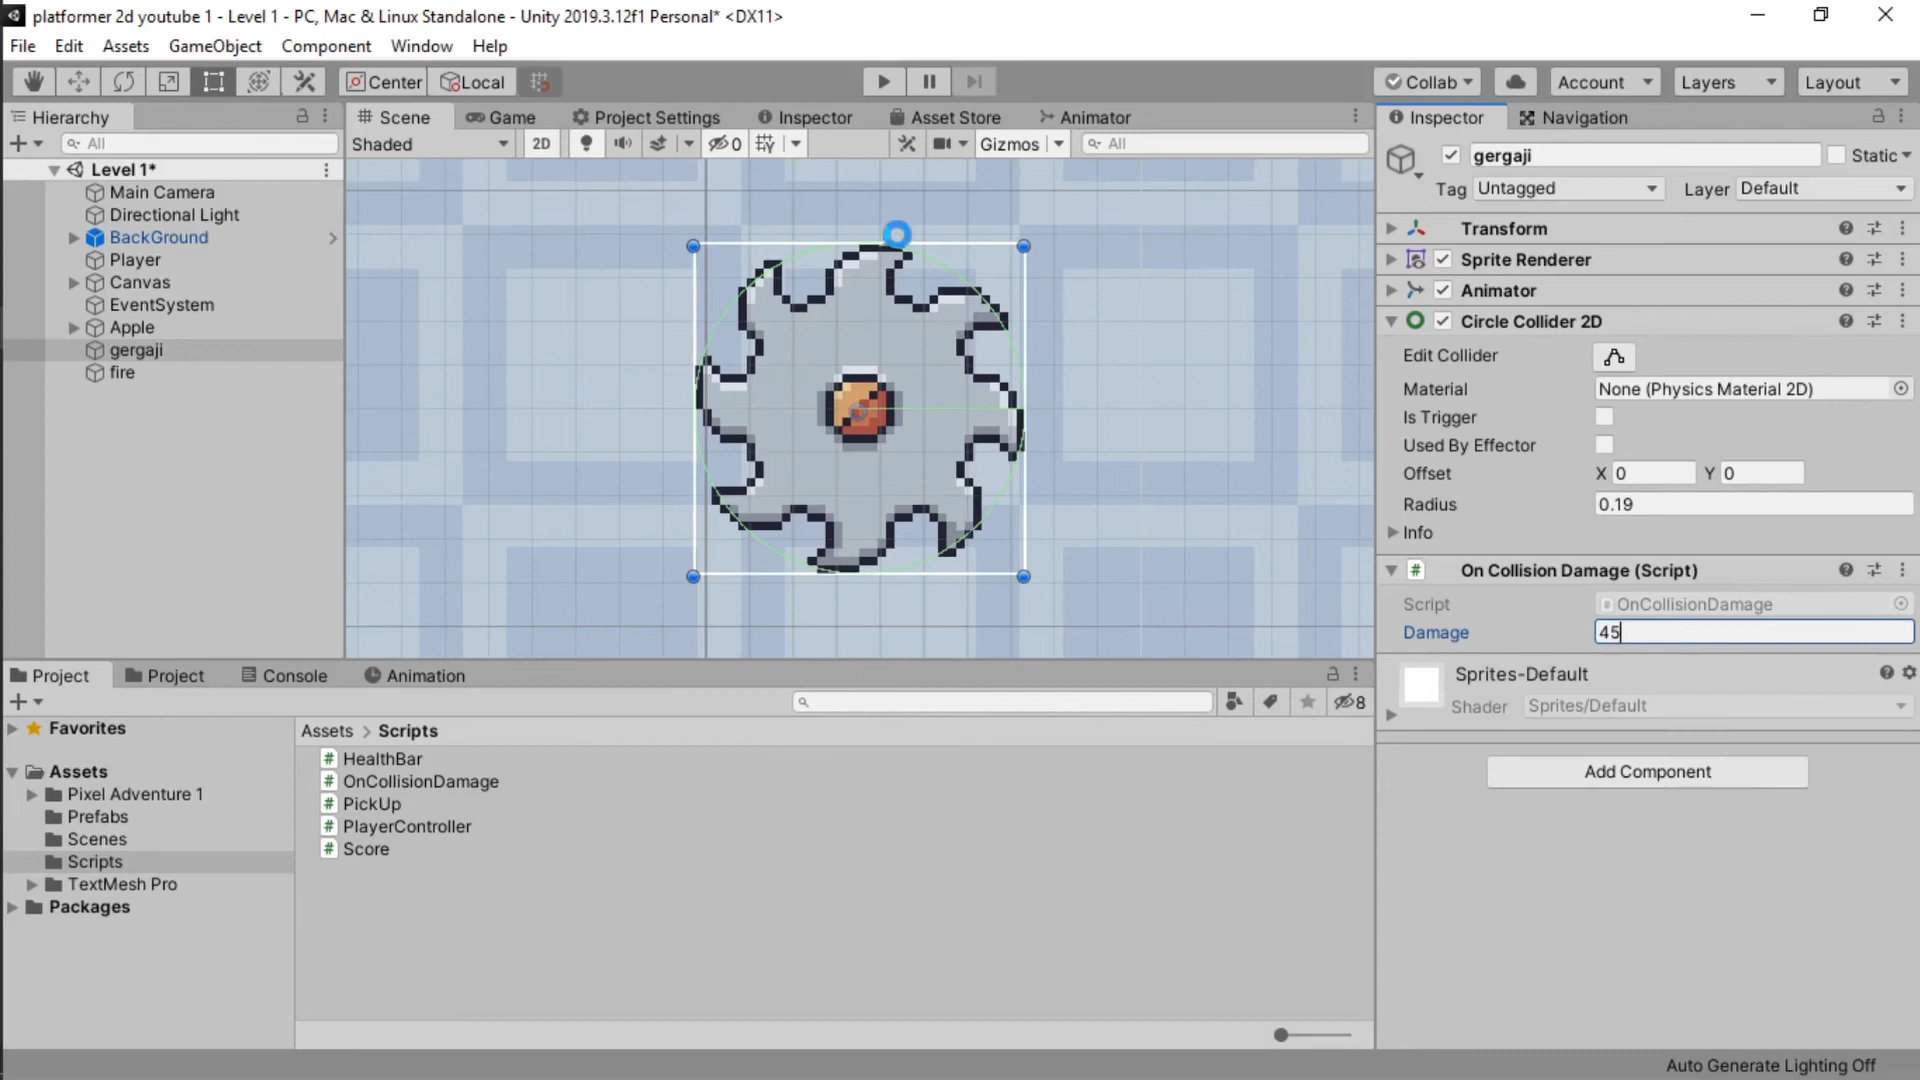 platformer 2d youtube 1 - Level 1 - PC, Mac & Linux Standalone - Unity 2019.3.12f1 Personal* <DX11>
File Edit Assets GameObject Component Window Help
Center Local Collab Account Layers Layout
Hierarchy
All
Level 1*
Main Camera
Directional Light
BackGround
Player
Canvas
EventSystem
Apple
gergaji
fire
Scene Game Project Settings Inspector Asset Store Animator
Shaded 2D 0 Gizmos All
Inspector Navigation
gergaji Static
Tag Untagged Layer Default
Transform
Sprite Renderer
Animator
Circle Collider 2D
Edit Collider
Material None (Physics Material 2D)
Is Trigger
Used By Effector
Offset X 0 Y 0
Radius 0.19
Info
# On Collision Damage (Script)
Script OnCollisionDamage
Damage 45
Sprites-Default
Shader Sprites/Default
Add Component
Project Project Console Animation
8
Favorites
Assets
Pixel Adventure 1
Prefabs
Scenes
Scripts
TextMesh Pro
Packages
Assets > Scripts
# HealthBar
# OnCollisionDamage
# PickUp
# PlayerController
# Score
Auto Generate Lighting Off